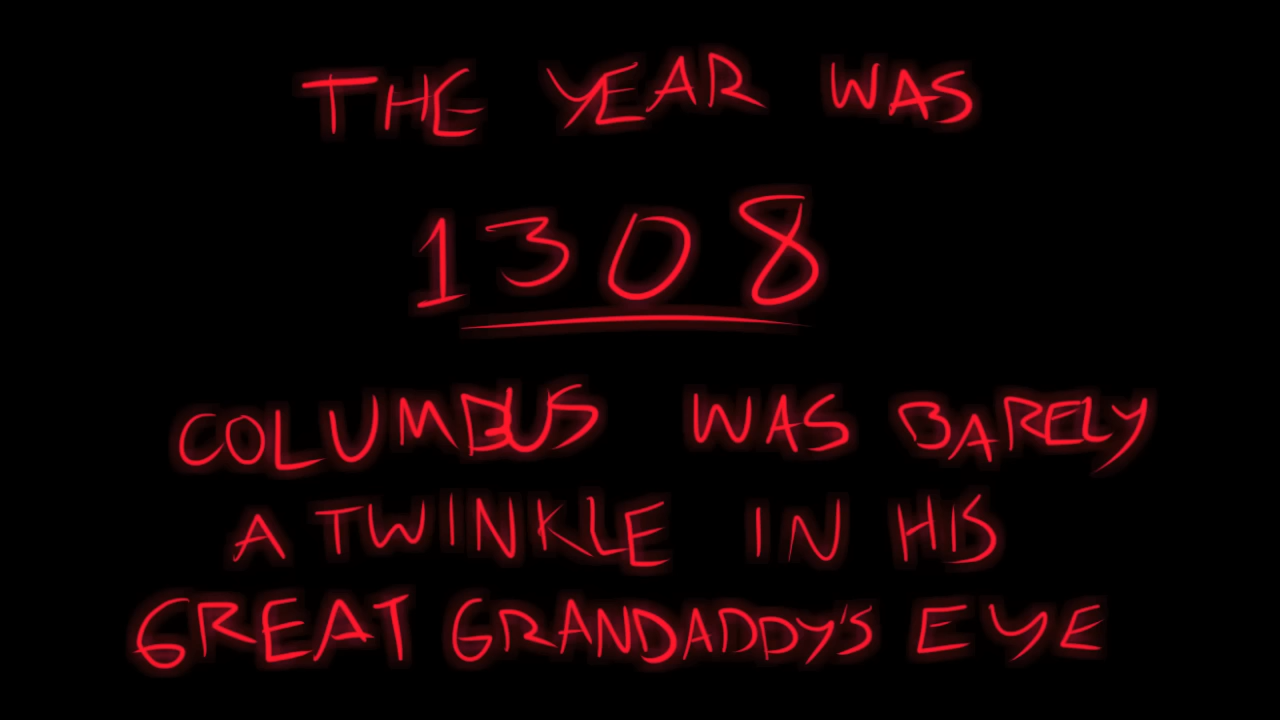 THE YEAR WAS
1308
COLUMBUS WAS BARELY
A TWINKLE IN HIS
GREAT GRANDADDY'S EYE